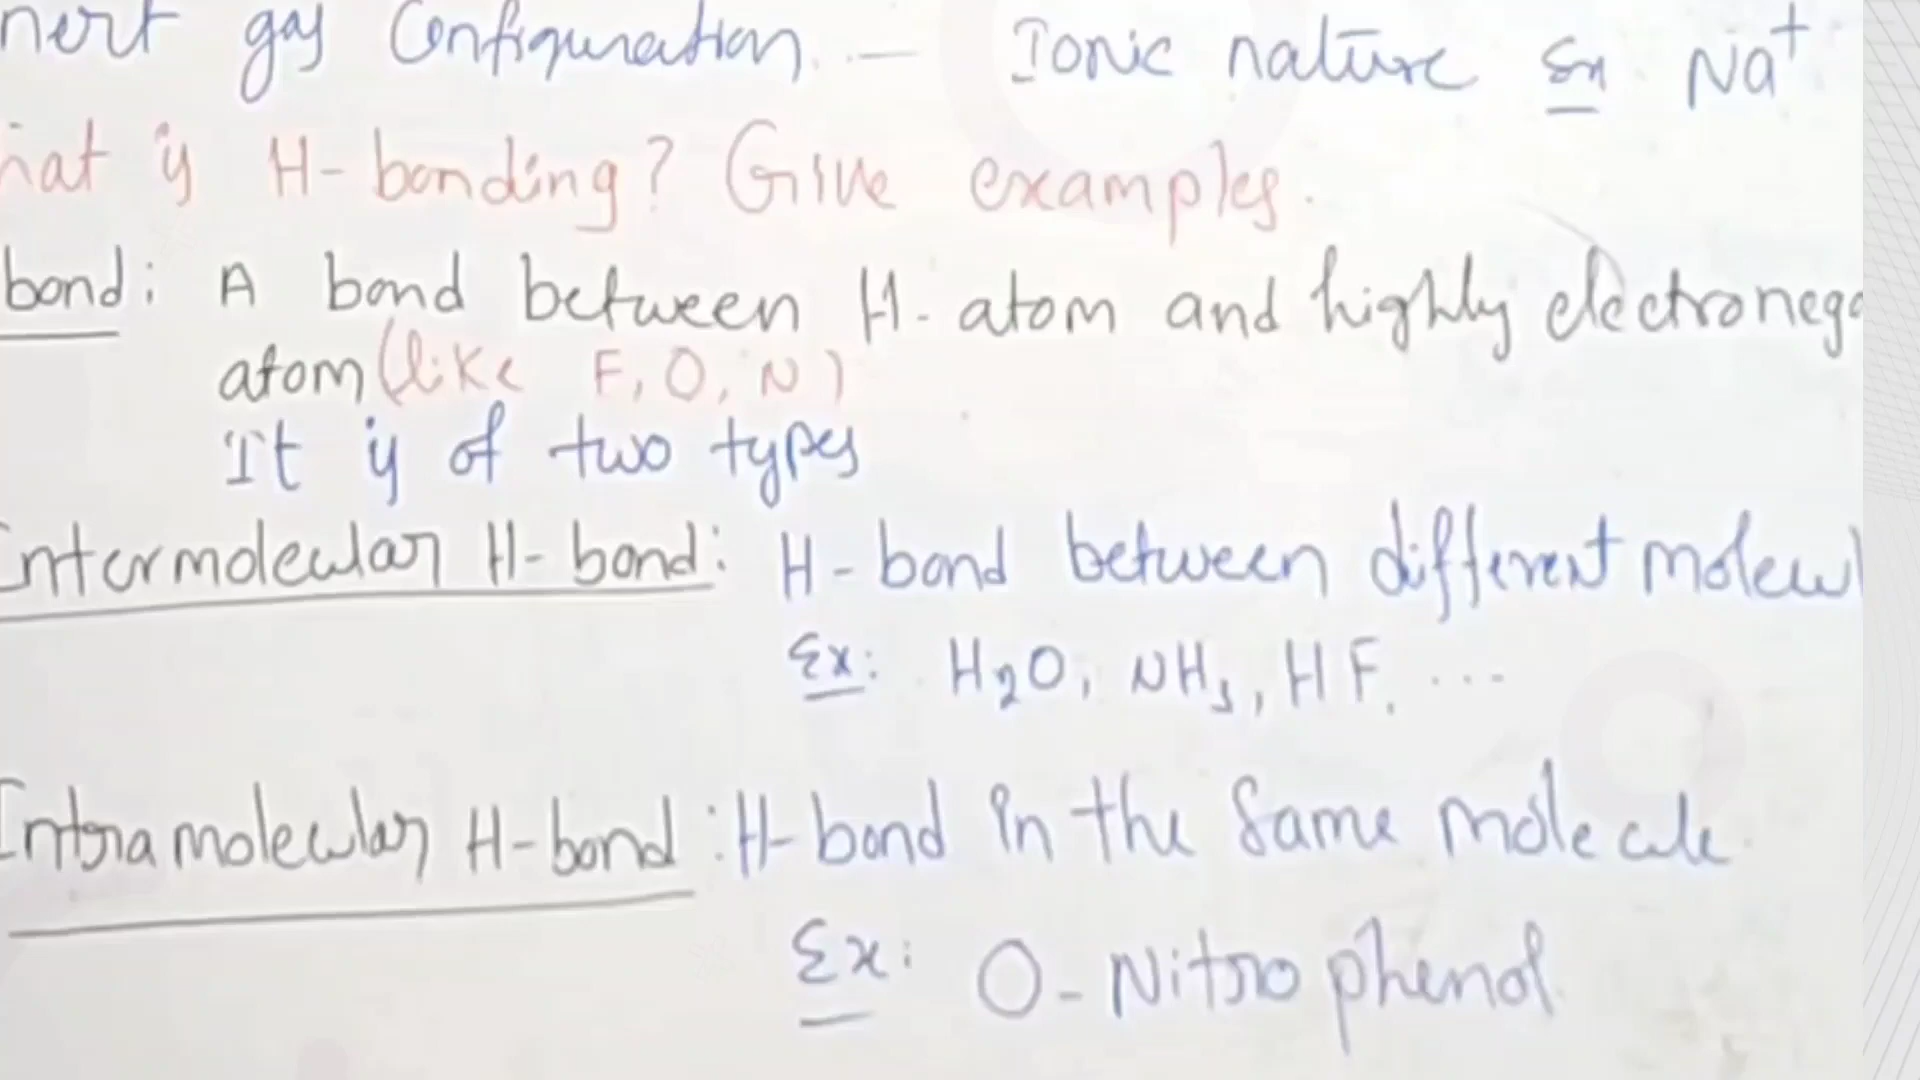 nert gas Configuration. — Ionic nature Ex Na+
hat is H-bonding? Give examples.
bond: A bond between H-atom and highly electronega
atom (like F, O, N)
It is of two types
Intermolecular H-bond: H-bond between different molecul
Ex: H2O, NH3, HF. ...
Intramolecular H-bond: H-bond in the same molecule.
Ex: O-Nitrophenol